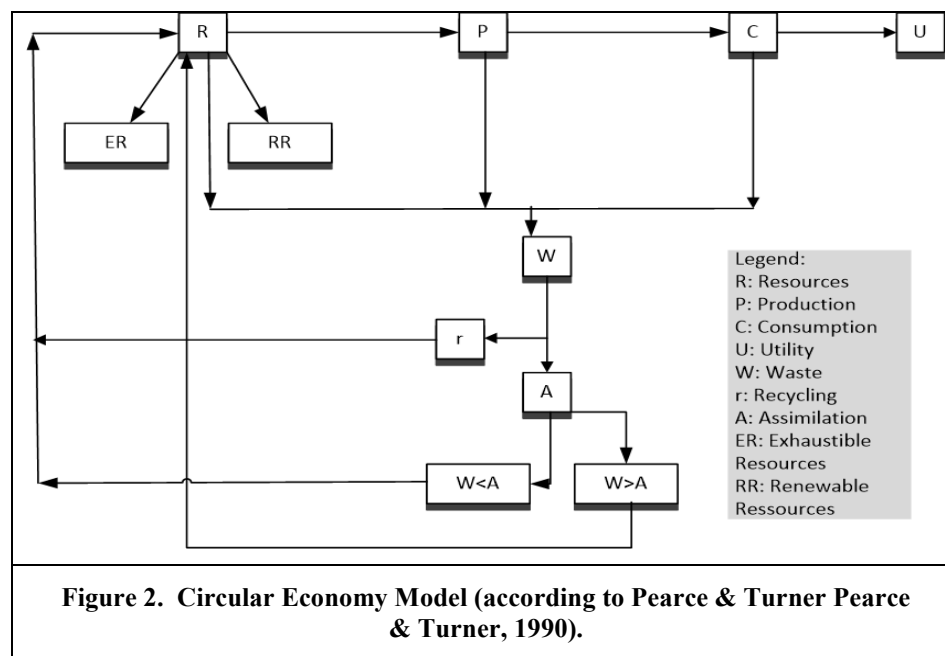 R
P
C
U
ER
RR
W
r
A
W<A
W>A
Legend:
R: Resources
P: Production
C: Consumption
U: Utility
W: Waste
r: Recycling
A: Assimilation
ER: Exhaustible
Resources
RR: Renewable
Ressources
Figure 2. Circular Economy Model (according to Pearce & Turner Pearce
& Turner, 1990).